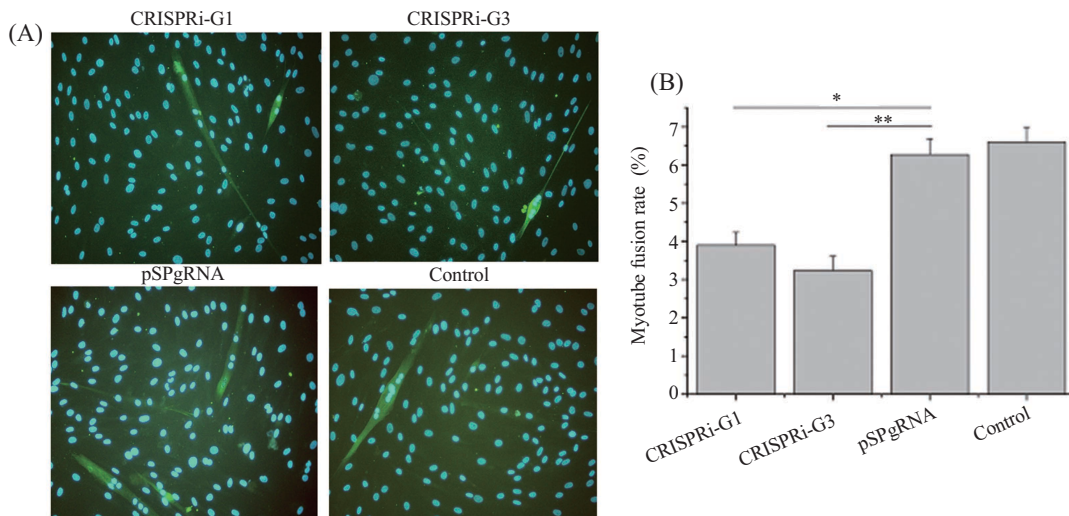 (A)
CRISPRi-G1
CRISPRi-G3
pSPgRNA
Control
(B)
*
**
Myotube fusion rate (%)
7
6
5
4
3
2
1
0
CRISPRi-G1
CRISPRi-G3
pSPgRNA
Control